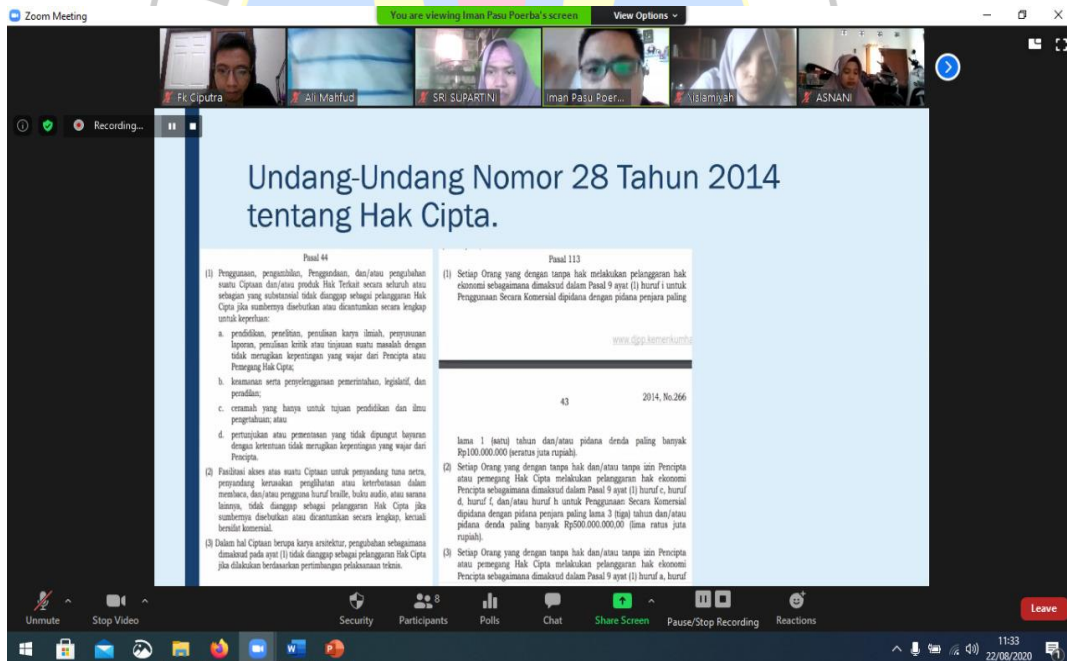 Zoom Meeting
You are viewing Iman Pasu Poerba's screen
View Options
Fk Ciputra
Ali Mahfud
SRI SUPARTINI
Iman Pasu Poer...
Aislamiyah
ASNANI
Recording...
Undang-Undang Nomor 28 Tahun 2014
tentang Hak Cipta.
Pasal 44
(1) Penggunaan, pengambilan, Penggandaan, dan/atau pengubahan
suatu Ciptaan dan/atau produk Hak Terkait secara seluruh atau
sebagian yang substansial tidak dianggap sebagai pelanggaran Hak
Cipta jika sumbernya disebutkan atau dicantumkan secara lengkap
untuk keperluan:
a. pendidikan, penelitian, penulisan karya ilmiah, penyusunan
laporan, penulisan kritik atau tinjauan suatu masalah dengan
tidak merugikan kepentingan yang wajar dari Pencipta atau
Pemegang Hak Cipta;
b. keamanan serta penyelenggaraan pemerintahan, legislatif, dan
peradilan;
c. ceramah yang hanya untuk tujuan pendidikan dan ilmu
pengetahuan; atau
d. pertunjukan atau pementasan yang tidak dipungut bayaran
dengan ketentuan tidak merugikan kepentingan yang wajar dari
Pencipta.
(2) Fasilitasi akses atas suatu Ciptaan untuk penyandang tuna netra,
penyandang kerusakan penglihatan atau keterbatasan dalam
membaca, dan/atau pengguna huruf braille, buku audio, atau sarana
lainnya, tidak dianggap sebagai pelanggaran Hak Cipta jika
sumbernya disebutkan atau dicantumkan secara lengkap, kecuali
bersifat komersial.
(3) Dalam hal Ciptaan berupa karya arsitektur, pengubahan sebagaimana
dimaksud pada ayat (1) tidak dianggap sebagai pelanggaran Hak Cipta
jika dilakukan berdasarkan pertimbangan pelaksanaan teknis.
Pasal 113
(1) Setiap Orang yang dengan tanpa hak melakukan pelanggaran hak
ekonomi sebagaimana dimaksud dalam Pasal 9 ayat (1) huruf i untuk
Penggunaan Secara Komersial dipidana dengan pidana penjara paling
www.djpp.kemenkumha
43
2014, No.266
lama 1 (satu) tahun dan/atau pidana denda paling banyak
Rp100.000.000 (seratus juta rupiah).
(2) Setiap Orang yang dengan tanpa hak dan/atau tanpa izin Pencipta
atau pemegang Hak Cipta melakukan pelanggaran hak ekonomi
Pencipta sebagaimana dimaksud dalam Pasal 9 ayat (1) huruf c, huruf
d, huruf f, dan/atau huruf h untuk Penggunaan Secara Komersial
dipidana dengan pidana penjara paling lama 3 (tiga) tahun dan/atau
pidana denda paling banyak Rp500.000.000,00 (lima ratus juta
rupiah).
(3) Setiap Orang yang dengan tanpa hak dan/atau tanpa izin Pencipta
atau pemegang Hak Cipta melakukan pelanggaran hak ekonomi
Pencipta sebagaimana dimaksud dalam Pasal 9 ayat (1) huruf a, huruf
Unmute
Stop Video
Security
Participants
8
Polls
Chat
Share Screen
Pause/Stop Recording
Reactions
Leave
11:33
22/08/2020